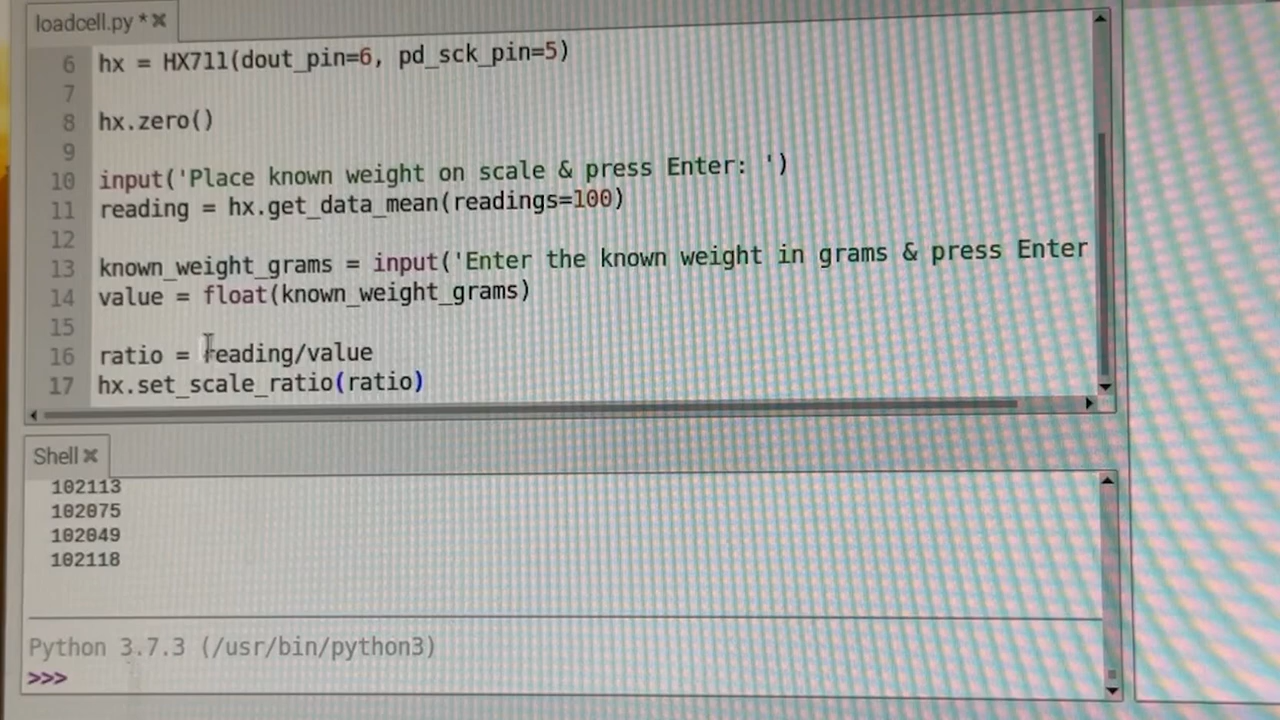 loadcell.py *
6 hx = HX711(dout_pin=6, pd_sck_pin=5)
7
8 hx.zero()
9
10 input('Place known weight on scale & press Enter: ')
11 reading = hx.get_data_mean(readings=100)
12
13 known_weight_grams = input('Enter the known weight in grams & press Enter
14 value = float(known_weight_grams)
15
16 ratio = reading/value
17 hx.set_scale_ratio(ratio)
Shell
102113
102075
102049
102118
Python 3.7.3 (/usr/bin/python3)
>>>